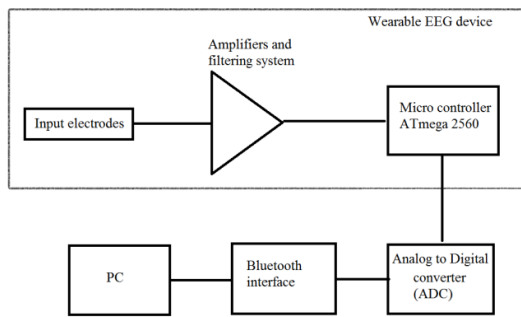 Wearable EEG device
Amplifiers and
filtering system
Input electrodes
Micro controller
ATmega 2560
PC
Bluetooth
interface
Analog to Digital
converter
(ADC)